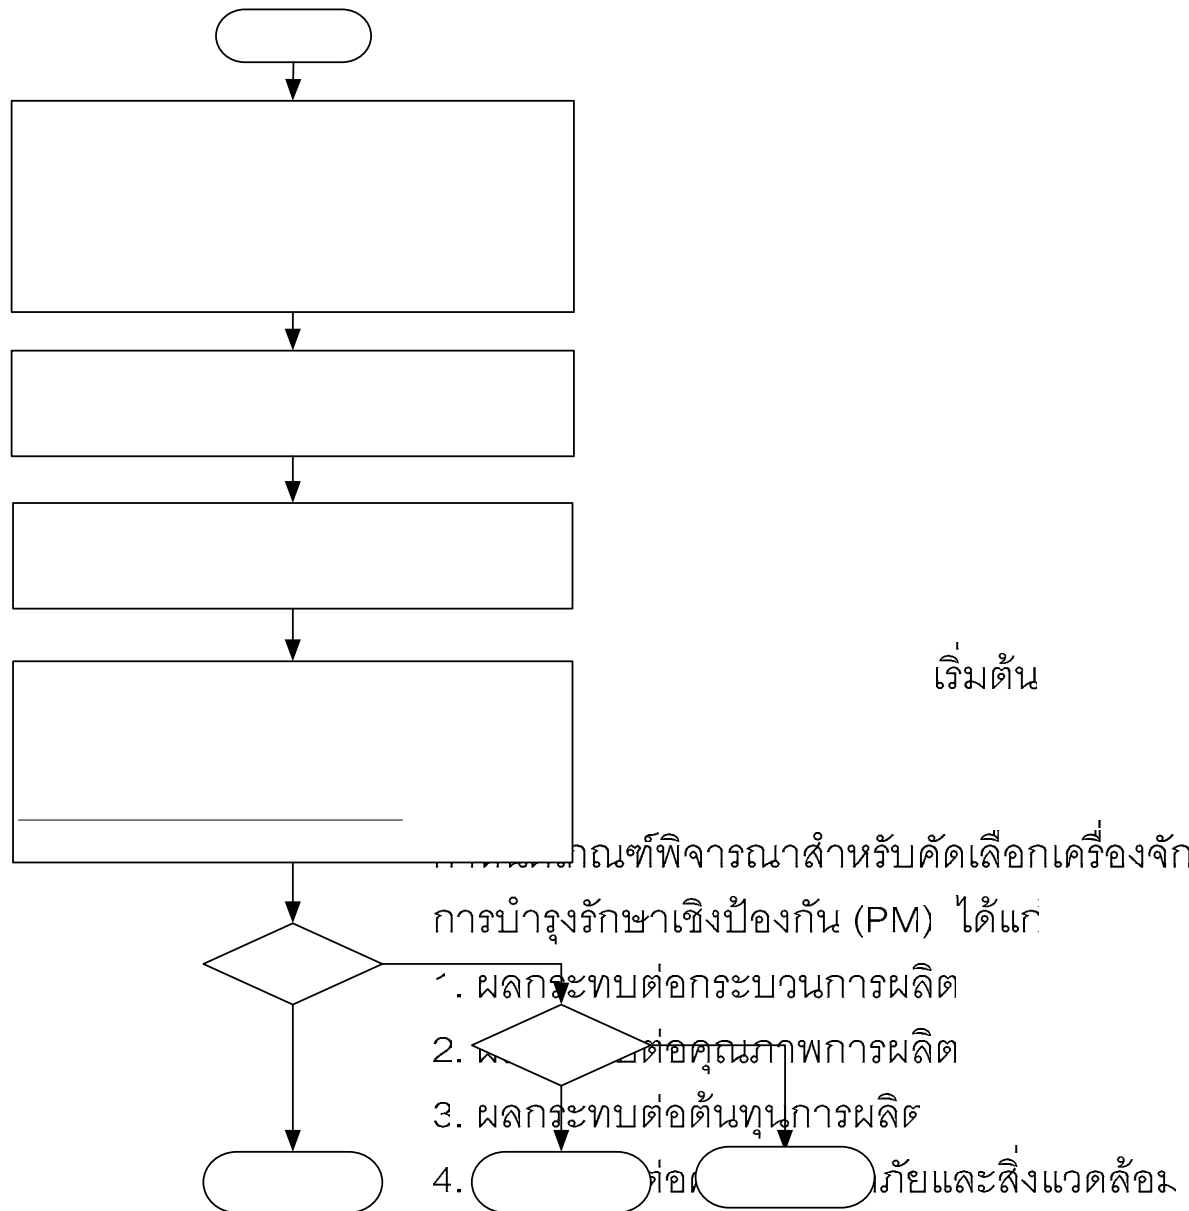 เริ่มต้น
เกณฑ์พิจารณาสำหรับคัดเลือกเครื่องจัก
การบำรุงรักษาเชิงป้องกัน (PM) ได้แก่
1. ผลกระทบต่อกระบวนการผลิต
2. ต่อคุณภาพการผลิต
3. ผลกระทบต่อต้นทุนการผลิต
4. ภัยและสิ่งแวดล้อม